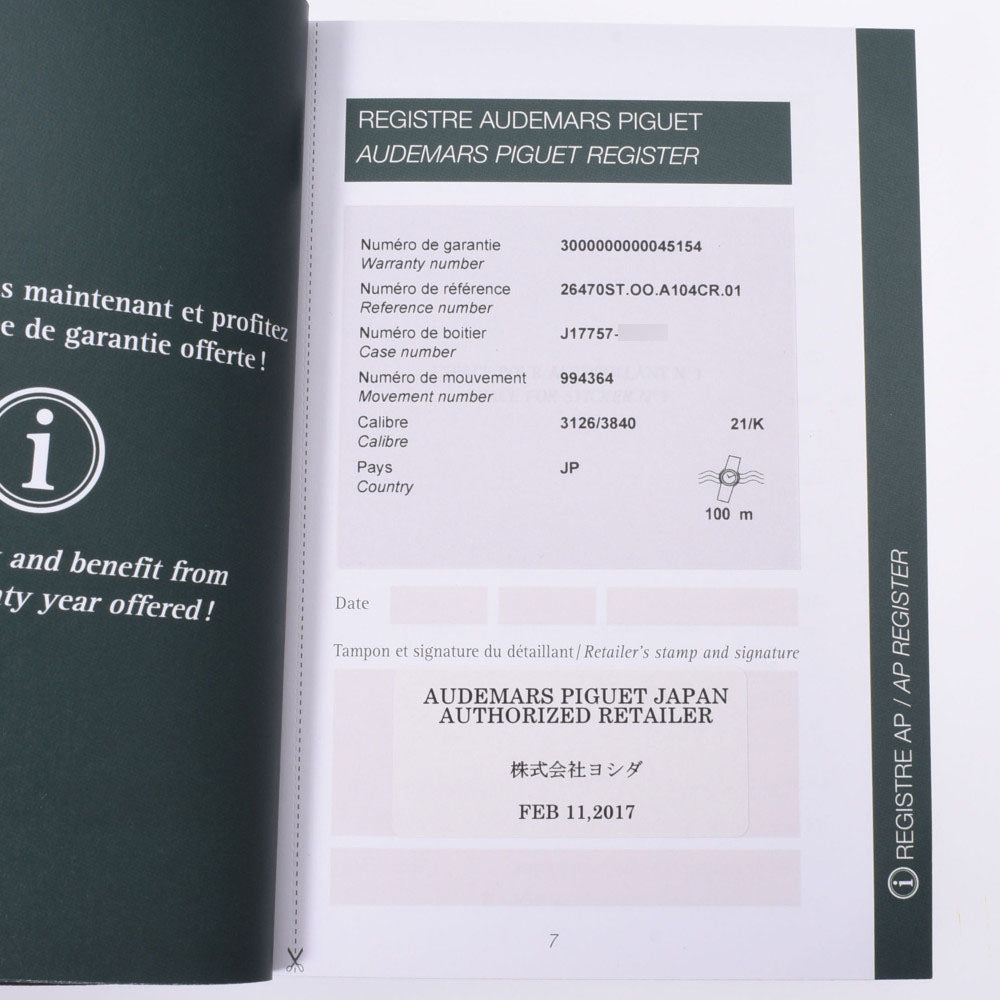 s maintenant et profitez
e de garantie offerte !
i
and benefit from
nty year offered !
REGISTRE AUDEMARS PIGUET
AUDEMARS PIGUET REGISTER
Numéro de garantie 3000000000045154
Warranty number
Numéro de référence 26470ST.OO.A104CR.01
Reference number
Numéro de boitier J17757-
Case number
Numéro de mouvement 994364
Movement number
Calibre 3126/3840 21/K
Calibre
Pays JP
Country
100 m
Date
Tampon et signature du détaillant / Retailer's stamp and signature
AUDEMARS PIGUET JAPAN
AUTHORIZED RETAILER
株式会社ヨシダ
FEB 11,2017
7
i REGISTRE AP / AP REGISTER